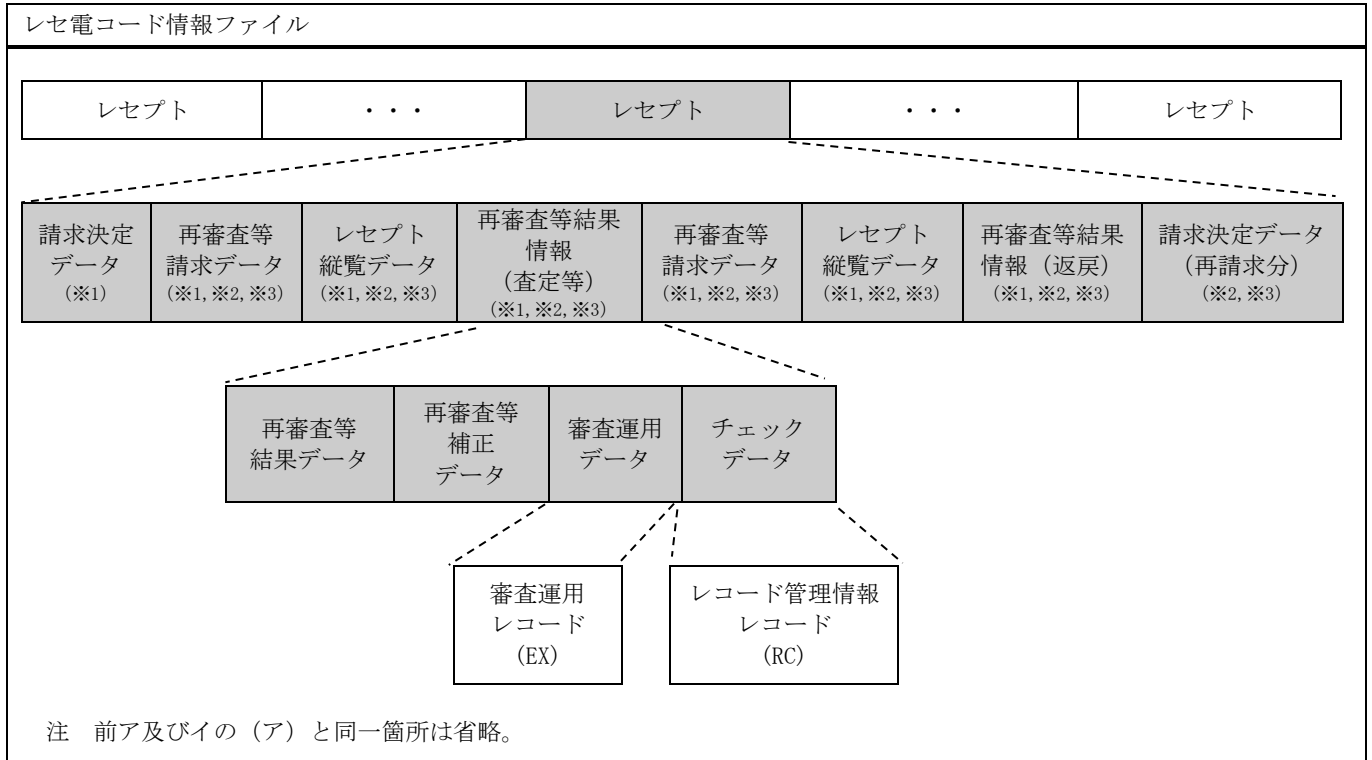 レセ電コード情報ファイル
レセプト
・・・
レセプト
・・・
レセプト
請求決定
データ
(※1)
再審査等
請求データ
(※1,※2,※3)
レセプト
縦覧データ
(※1,※2,※3)
再審査等結果
情報
(査定等)
(※1,※2,※3)
再審査等
請求データ
(※1,※2,※3)
レセプト
縦覧データ
(※1,※2,※3)
再審査等結果
情報(返戻)
(※1,※2,※3)
請求決定データ
(再請求分)
(※2,※3)
再審査等
結果データ
再審査等
補正
データ
審査運用
データ
チェック
データ
審査運用
レコード
(EX)
レコード管理情報
レコード
(RC)
注 前ア及びイの(ア)と同一箇所は省略。